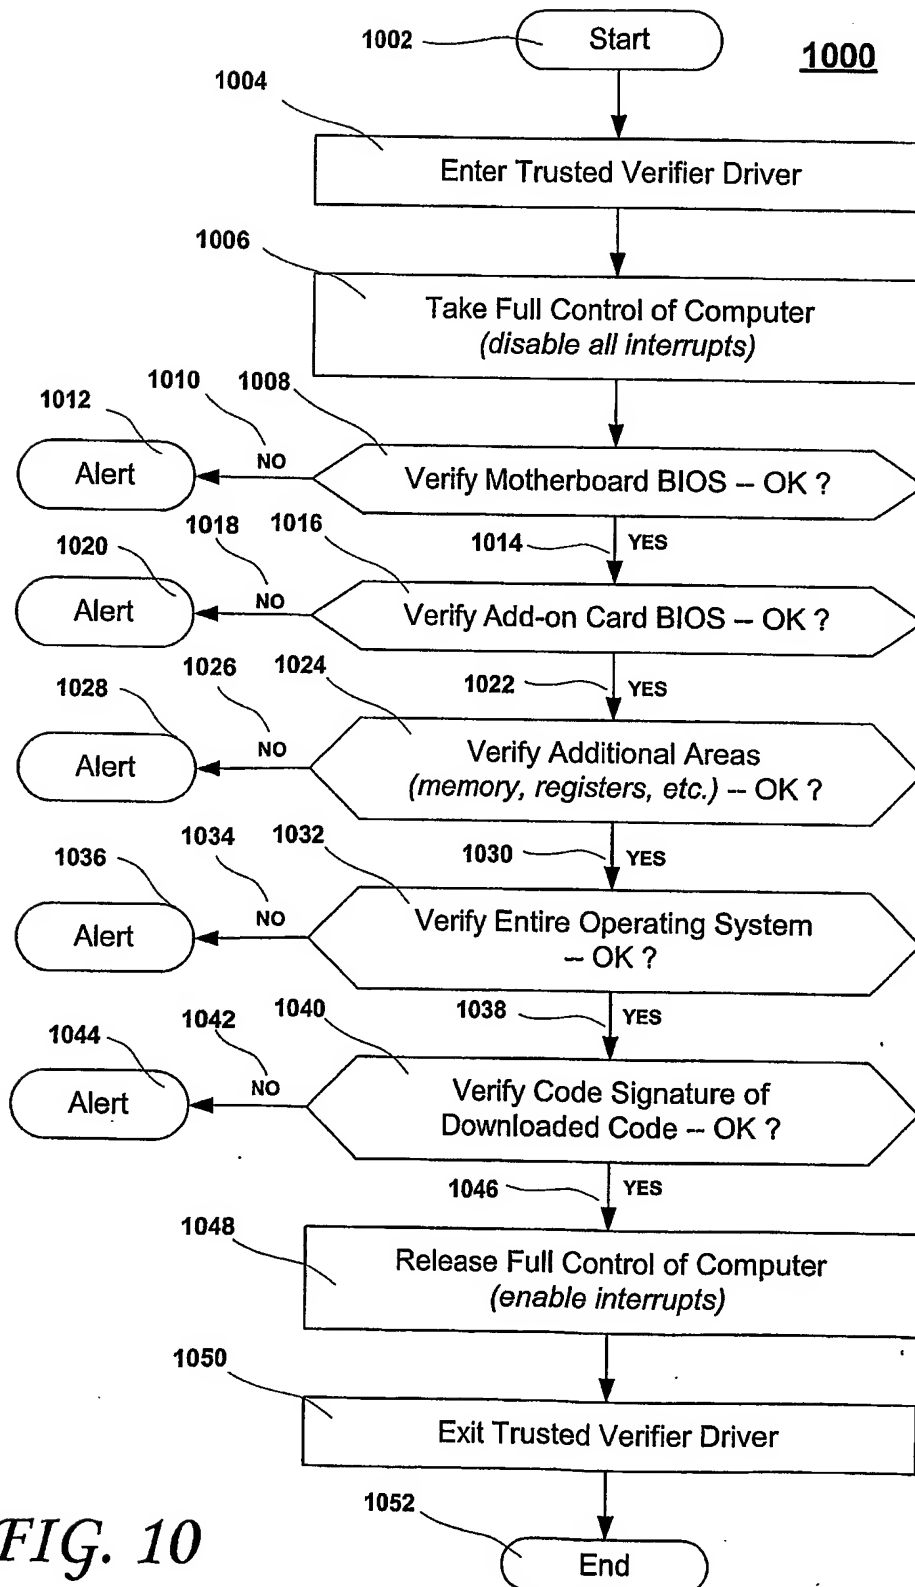 1002
Start
1000
1004
Enter Trusted Verifier Driver
1006
Take Full Control of Computer
(disable all interrupts)
1010
1008
1012
Alert
NO
Verify Motherboard BIOS – OK ?
1014
YES
1018
1016
1020
Alert
NO
Verify Add-on Card BIOS – OK ?
1022
YES
1026
1024
1028
Alert
NO
Verify Additional Areas
(memory, registers, etc.) – OK ?
1030
YES
1034
1032
1036
Alert
NO
Verify Entire Operating System
– OK ?
1038
YES
1042
1040
1044
Alert
NO
Verify Code Signature of
Downloaded Code – OK ?
1046
YES
1048
Release Full Control of Computer
(enable interrupts)
1050
Exit Trusted Verifier Driver
1052
End
FIG. 10